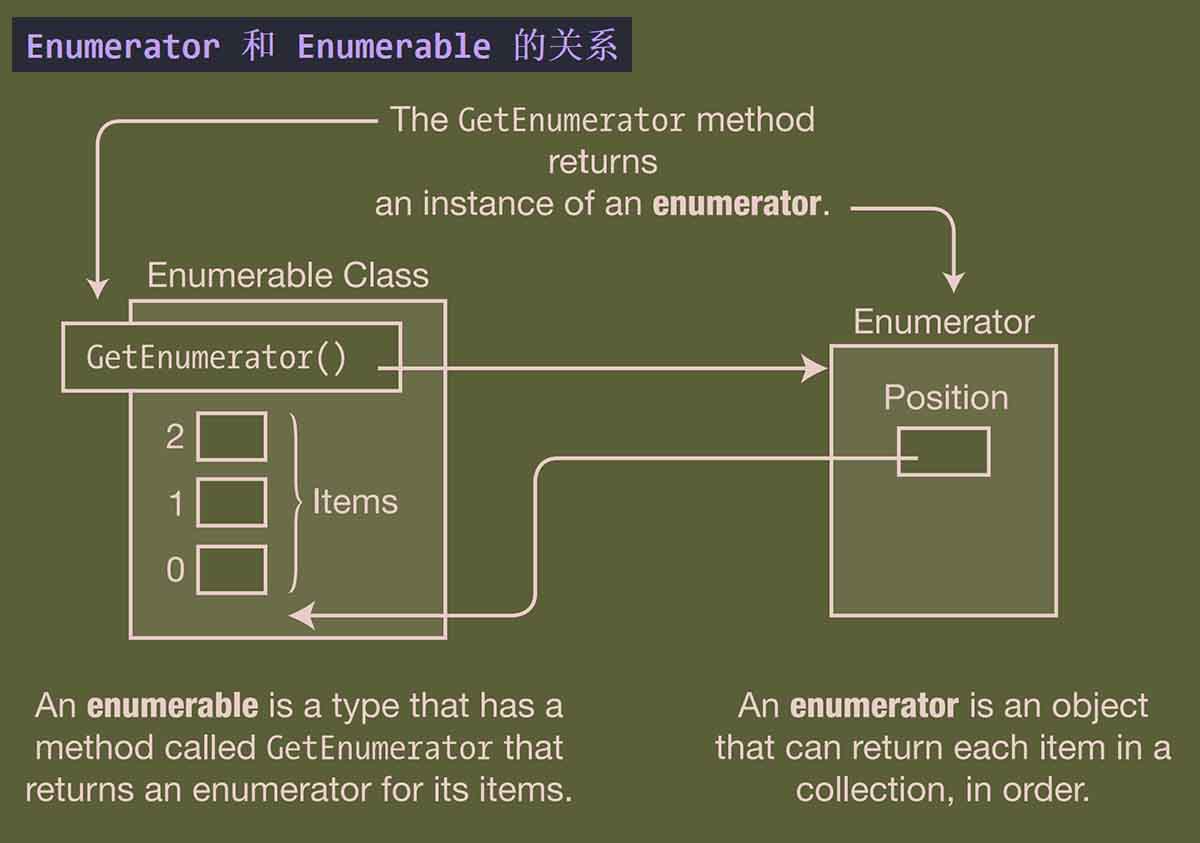 Enumerator 和 Enumerable 的关系
The GetEnumerator method
returns
an instance of an enumerator.
Enumerable Class
GetEnumerator()
2
1
0
Items
Enumerator
Position
An enumerable is a type that has a
method called GetEnumerator that
returns an enumerator for its items.
An enumerator is an object
that can return each item in a
collection, in order.